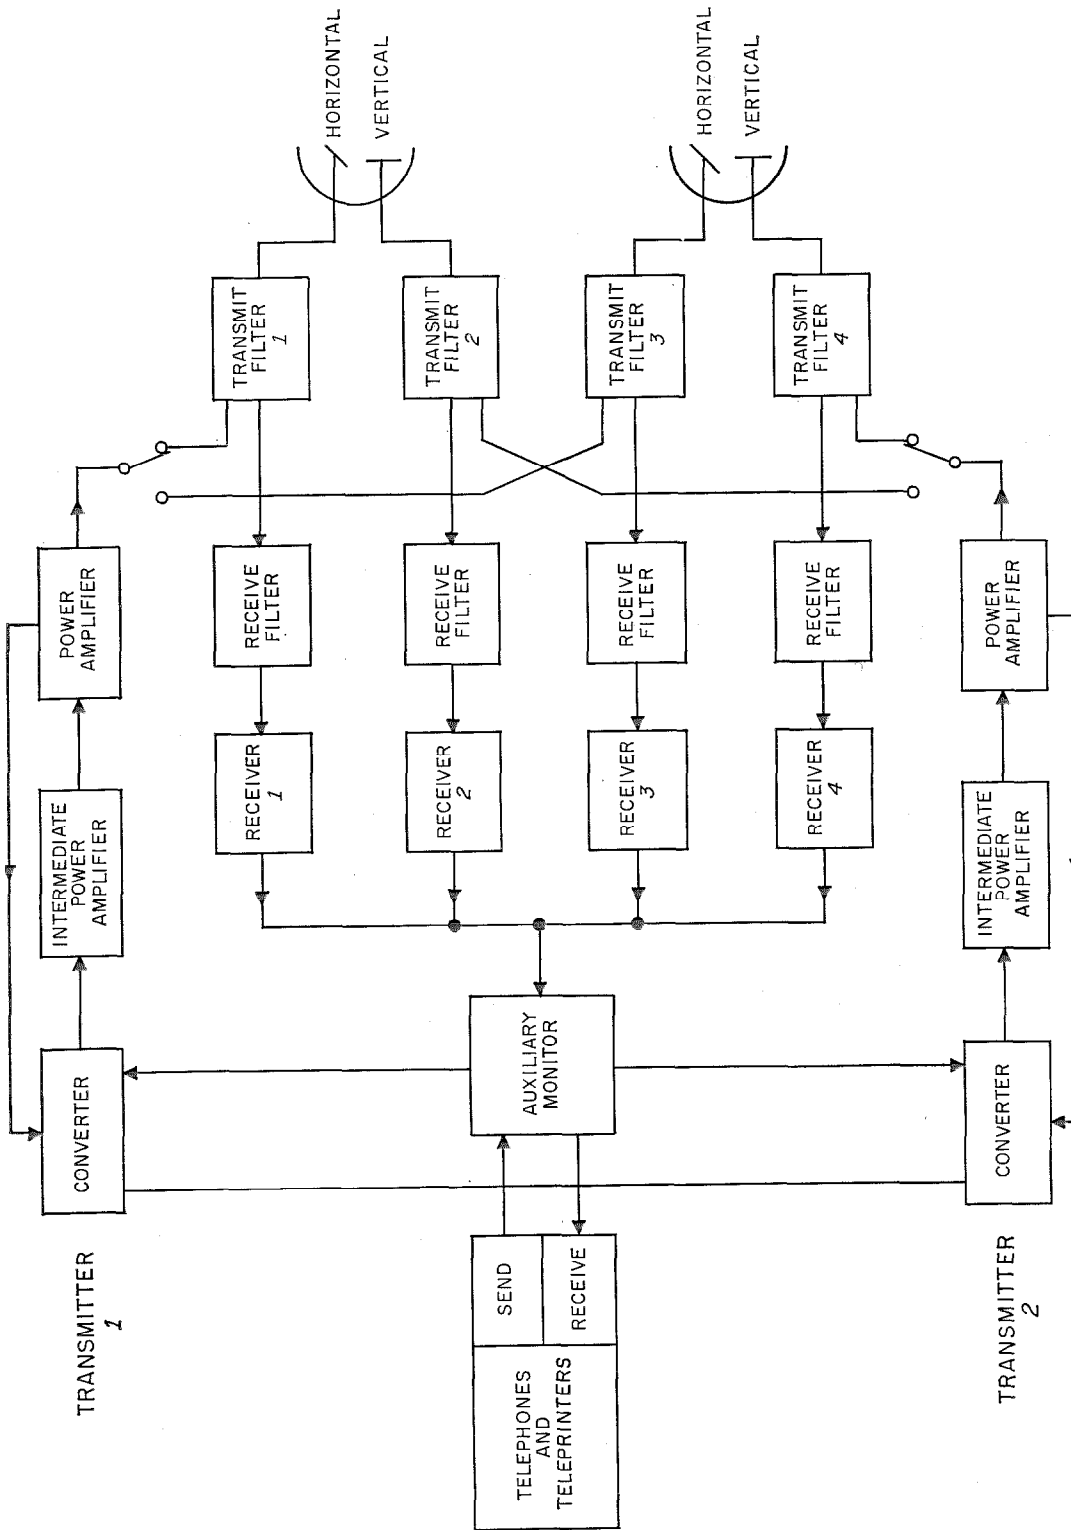 TRANSMITTER
1
CONVERTER
INTERMEDIATE
POWER
AMPLIFIER
POWER
AMPLIFIER
RECEIVER
1
RECEIVE
FILTER
TRANSMIT
FILTER
1
HORIZONTAL
VERTICAL
RECEIVER
2
RECEIVE
FILTER
TRANSMIT
FILTER
2
TELEPHONES
AND
TELEPRINTERS
SEND
RECEIVE
AUXILIARY
MONITOR
RECEIVER
3
RECEIVE
FILTER
TRANSMIT
FILTER
3
HORIZONTAL
VERTICAL
RECEIVER
4
RECEIVE
FILTER
TRANSMIT
FILTER
4
TRANSMITTER
2
CONVERTER
INTERMEDIATE
POWER
AMPLIFIER
POWER
AMPLIFIER